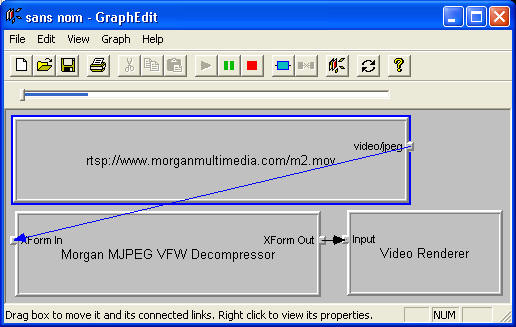 sans nom - GraphEdit
File Edit View Graph Help
video/jpeg
rtsp://www.morganmultimedia.com/m2.mov
XForm In XForm Out Input
Morgan MJPEG VFW Decompressor Video Renderer
Drag box to move it and its connected links. Right click to view its properties. NUM